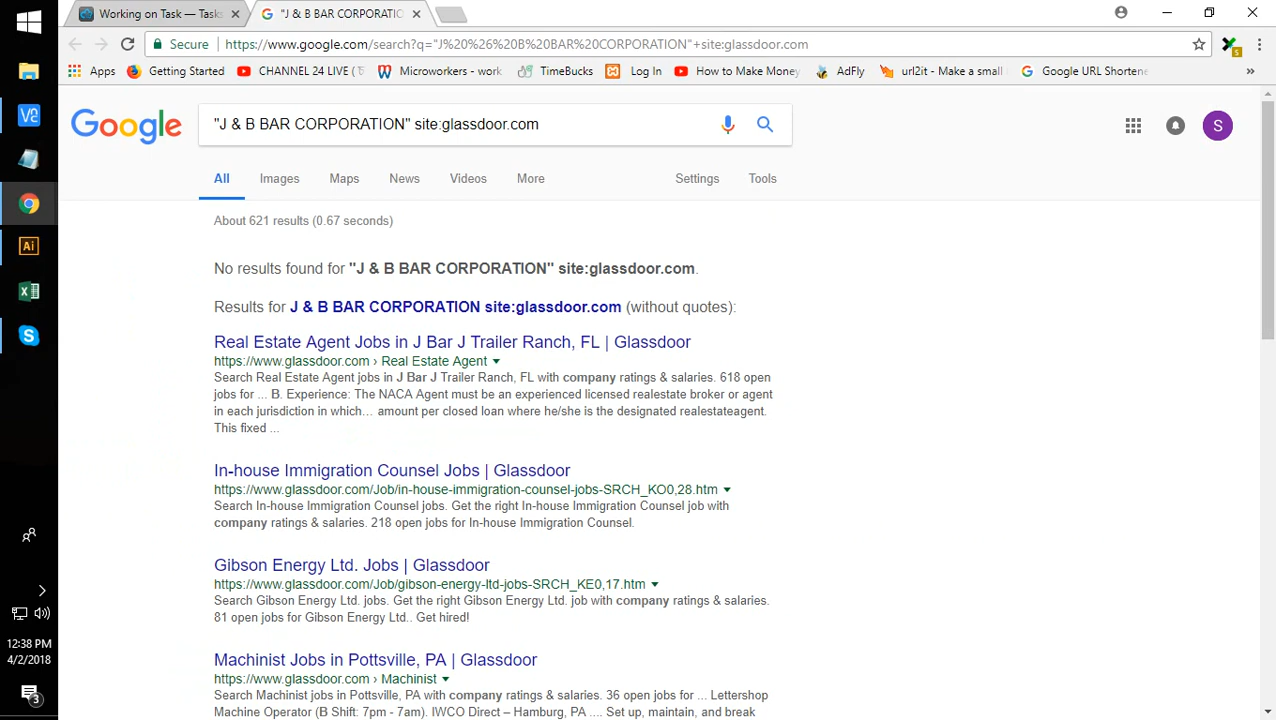 Working on Task — Tasks
"J & B BAR CORPORATIO
Secure
https://www.google.com/search?q="J%20%26%20B%20BAR%20CORPORATION"+site:glassdoor.com
5
Apps
Getting Started
CHANNEL 24 LIVE (
Microworkers - work
TimeBucks
Log In
How to Make Money
AdFly
url2it - Make a small
Google URL Shortene
»
Google
"J & B BAR CORPORATION" site:glassdoor.com
S
All Images Maps News Videos More Settings Tools
About 621 results (0.67 seconds)
No results found for "J & B BAR CORPORATION" site:glassdoor.com.
Results for J & B BAR CORPORATION site:glassdoor.com (without quotes):
Real Estate Agent Jobs in J Bar J Trailer Ranch, FL | Glassdoor
https://www.glassdoor.com › Real Estate Agent
Search Real Estate Agent jobs in J Bar J Trailer Ranch, FL with company ratings & salaries. 618 open
jobs for ... B. Experience: The NACA Agent must be an experienced licensed realestate broker or agent
in each jurisdiction in which… amount per closed loan where he/she is the designated realestateagent.
This fixed ...
In-house Immigration Counsel Jobs | Glassdoor
https://www.glassdoor.com/Job/in-house-immigration-counsel-jobs-SRCH_KO0,28.htm
Search In-house Immigration Counsel jobs. Get the right In-house Immigration Counsel job with
company ratings & salaries. 218 open jobs for In-house Immigration Counsel.
Gibson Energy Ltd. Jobs | Glassdoor
https://www.glassdoor.com/Job/gibson-energy-ltd-jobs-SRCH_KE0,17.htm
Search Gibson Energy Ltd. jobs. Get the right Gibson Energy Ltd. job with company ratings & salaries.
81 open jobs for Gibson Energy Ltd.. Get hired!
Machinist Jobs in Pottsville, PA | Glassdoor
https://www.glassdoor.com › Machinist
Search Machinist jobs in Pottsville, PA with company ratings & salaries. 36 open jobs for ... Lettershop
Machine Operator (B Shift: 7pm - 7am). IWCO Direct – Hamburg, PA .... Set up, maintain, and break
Ai
12:38 PM
4/2/2018
3